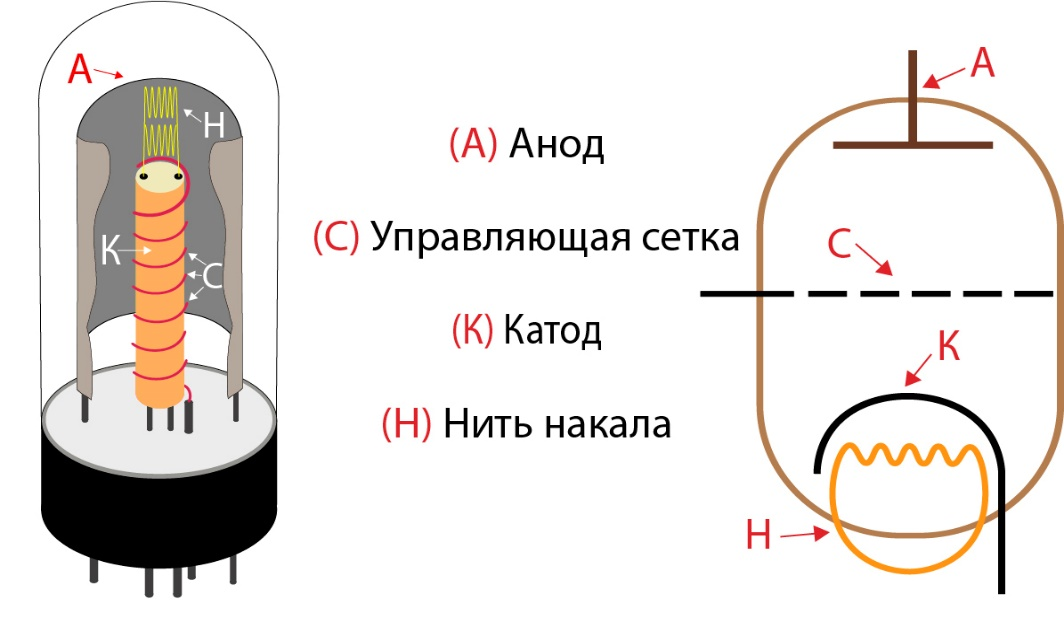 А
Н
К
С
(А) Анод
(С) Управляющая сетка
(К) Катод
(Н) Нить накала
А
С
К
Н